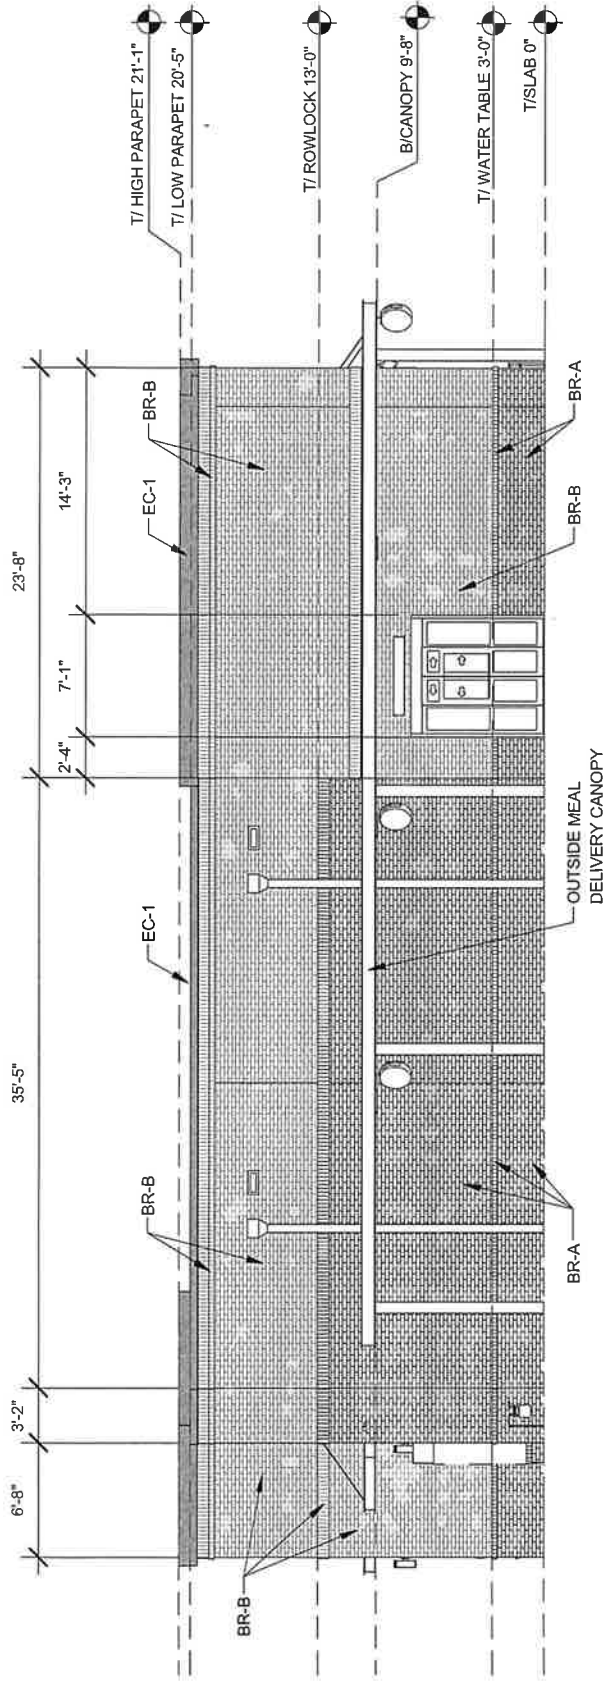 6'-8"
3'-2"
35'-5"
23'-8"
2'-4"
7'-1"
14'-3"
T/ HIGH PARAPET 21'-1"
T/ LOW PARAPET 20'-5"
T/ ROWLOCK 13'-0"
B/CANOPY 9'-8"
T/ WATER TABLE 3'-0"
T/SLAB 0"
BR-B
EC-1
EC-1
BR-B
BR-B
BR-B
BR-A
BR-A
OUTSIDE MEAL
DELIVERY CANOPY